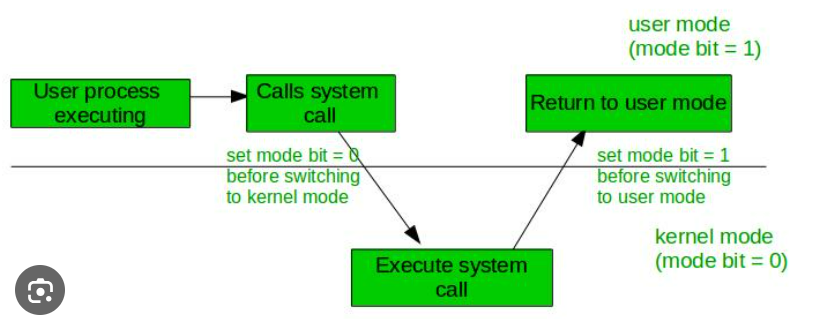 user mode
(mode bit = 1)
User process
executing
Calls system
call
Return to user mode
set mode bit = 0
before switching
to kernel mode
set mode bit = 1
before switching
to user mode
kernel mode
(mode bit = 0)
Execute system
call